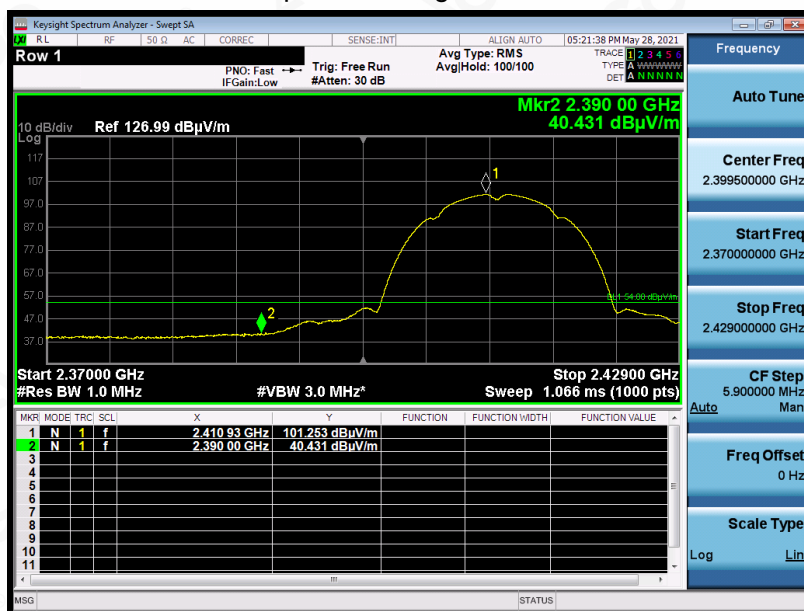 Keysight Spectrum Analyzer - Swept SA
LXI RL RF 50 Ω AC CORREC SENSE:INT ALIGN AUTO 05:21:38 PM May 28, 2021
Row 1
PNO: Fast
IFGain:Low
Trig: Free Run
#Atten: 30 dB
Avg Type: RMS
Avg|Hold: 100/100
TRACE 1 2 3 4 5 6
TYPE A WWWWW
DET A N N N N N
Mkr2 2.390 00 GHz
40.431 dBµV/m
10 dB/div Ref 126.99 dBµV/m
Log
117
107
97.0
87.0
77.0
67.0
57.0
47.0
37.0
1
2
DL1 54.00 dBµV/m
Start 2.37000 GHz Stop 2.42900 GHz
#Res BW 1.0 MHz #VBW 3.0 MHz* Sweep 1.066 ms (1000 pts)
MKR MODE TRC SCL X Y FUNCTION FUNCTION WIDTH FUNCTION VALUE
1 N 1 f 2.410 93 GHz 101.253 dBµV/m
2 N 1 f 2.390 00 GHz 40.431 dBµV/m
3
4
5
6
7
8
9
10
11
MSG STATUS
Frequency
Auto Tune
Center Freq
2.399500000 GHz
Start Freq
2.370000000 GHz
Stop Freq
2.429000000 GHz
CF Step
5.900000 MHz
Auto Man
Freq Offset
0 Hz
Scale Type
Log Lin